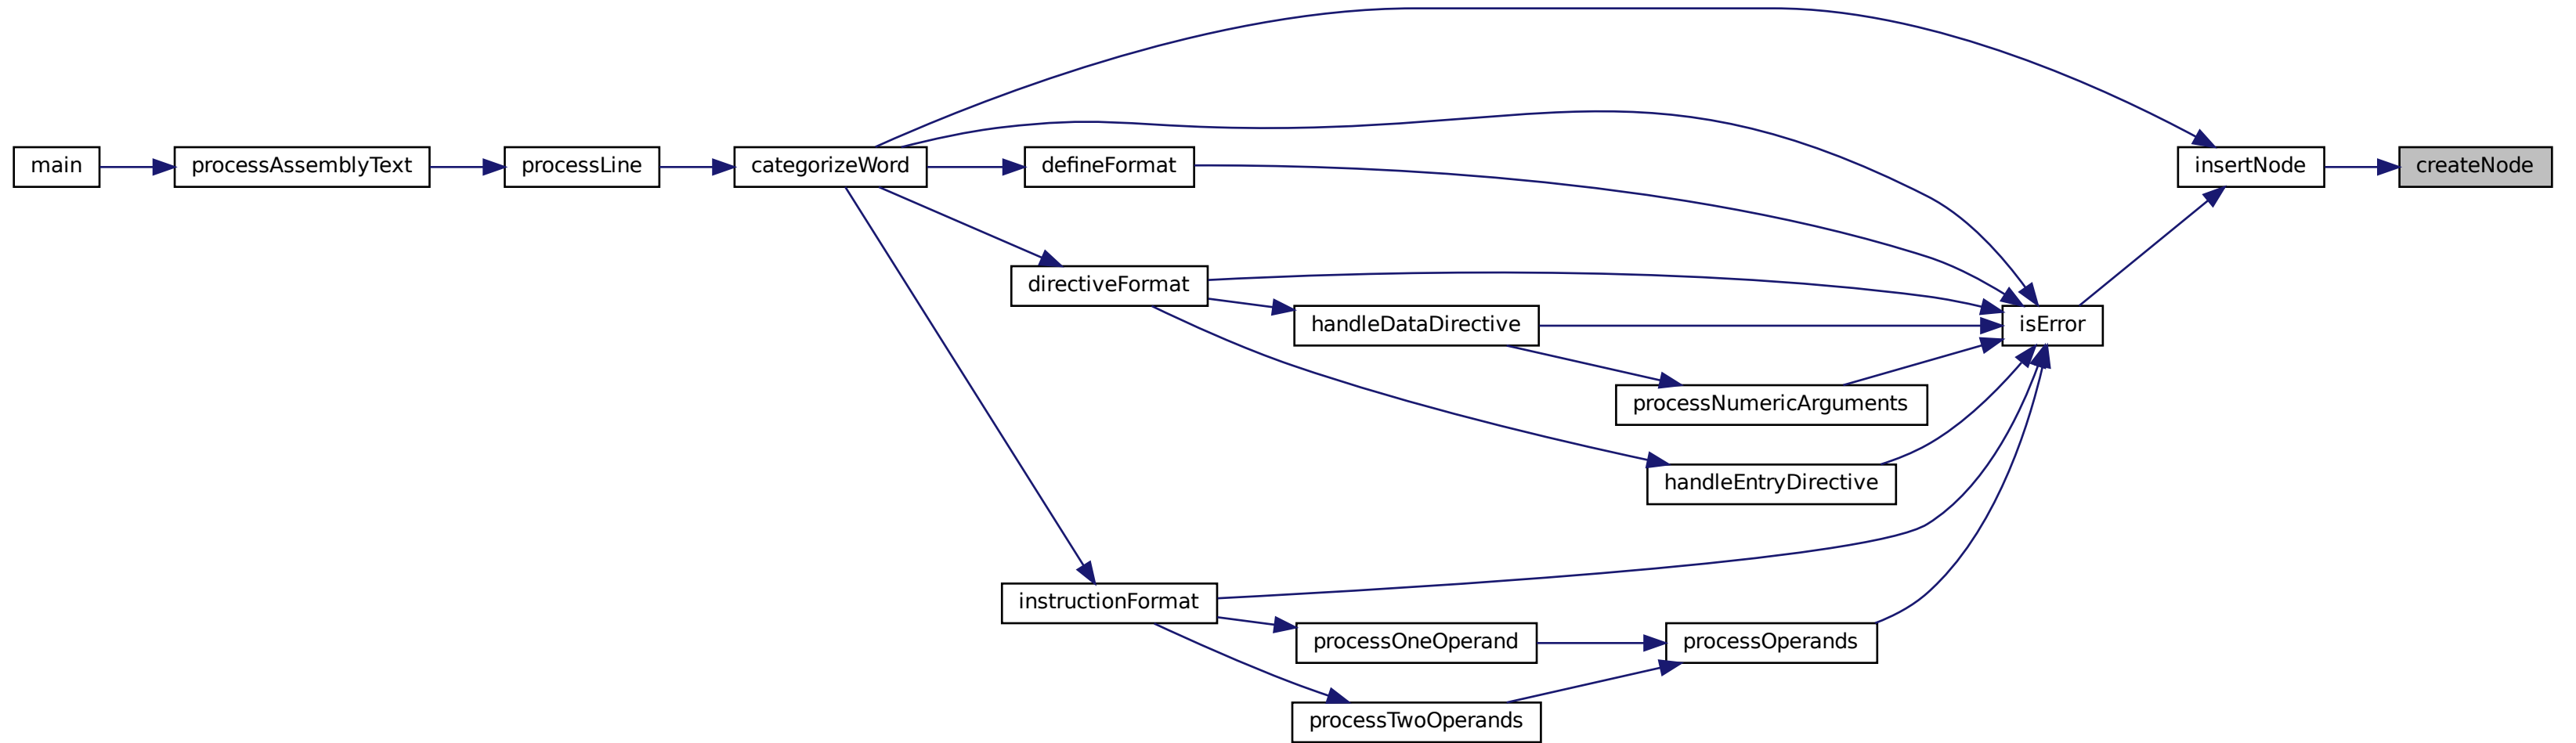 main
processAssemblyText
processLine
categorizeWord
defineFormat
insertNode
createNode
directiveFormat
handleDataDirective
isError
processNumericArguments
handleEntryDirective
instructionFormat
processOneOperand
processOperands
processTwoOperands